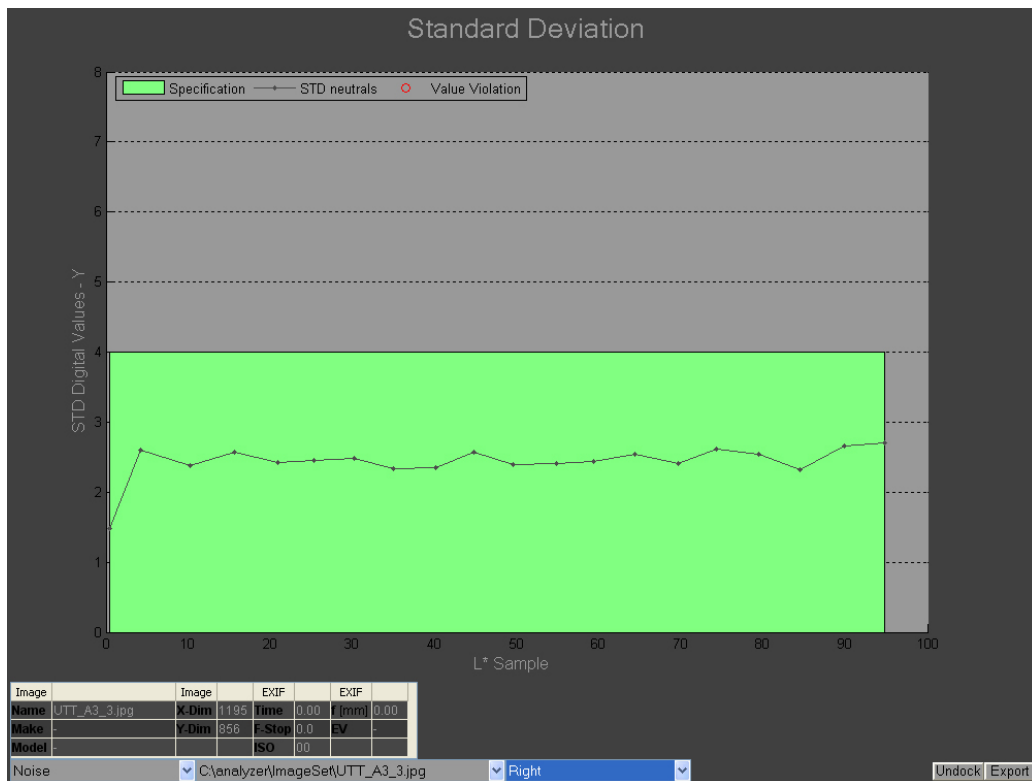 Standard Deviation
Specification STD neutrals Value Violation
8
7
6
5
4
3
2
1
0
STD Digital Values - Y
0 10 20 30 40 50 60 70 80 90 100
L* Sample
Image Image EXIF EXIF
Name UTT_A3_3.jpg X-Dim 1195 Time 0.00 f [mm] 0.00
Make - Y-Dim 856 F-Stop 0.0 EV -
Model - ISO 00
Noise C:\analyzer\ImageSet\UTT_A3_3.jpg Right Undock Export